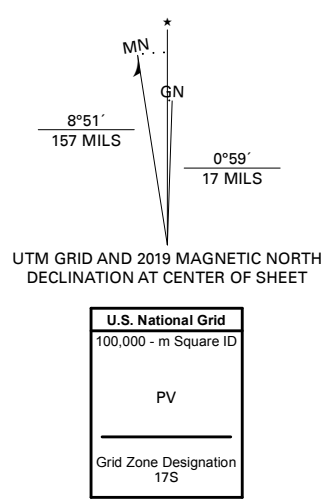 ★
MN
GN
8°51´
157 MILS
0°59´
17 MILS
UTM GRID AND 2019 MAGNETIC NORTH
DECLINATION AT CENTER OF SHEET
U.S. National Grid
100,000 - m Square ID
PV
Grid Zone Designation
17S